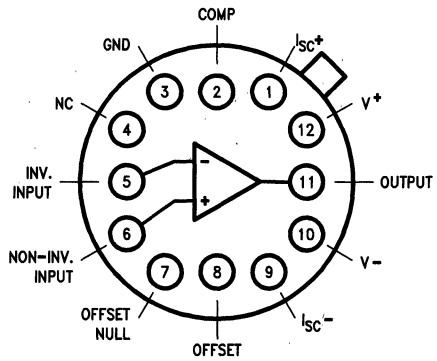 COMP
GND
ISC+
NC
V+
3
2
1
4
12
INV.
INPUT
5
-
11
OUTPUT
6
+
10
NON-INV.
INPUT
V-
7
8
9
OFFSET
NULL
ISC-
OFFSET